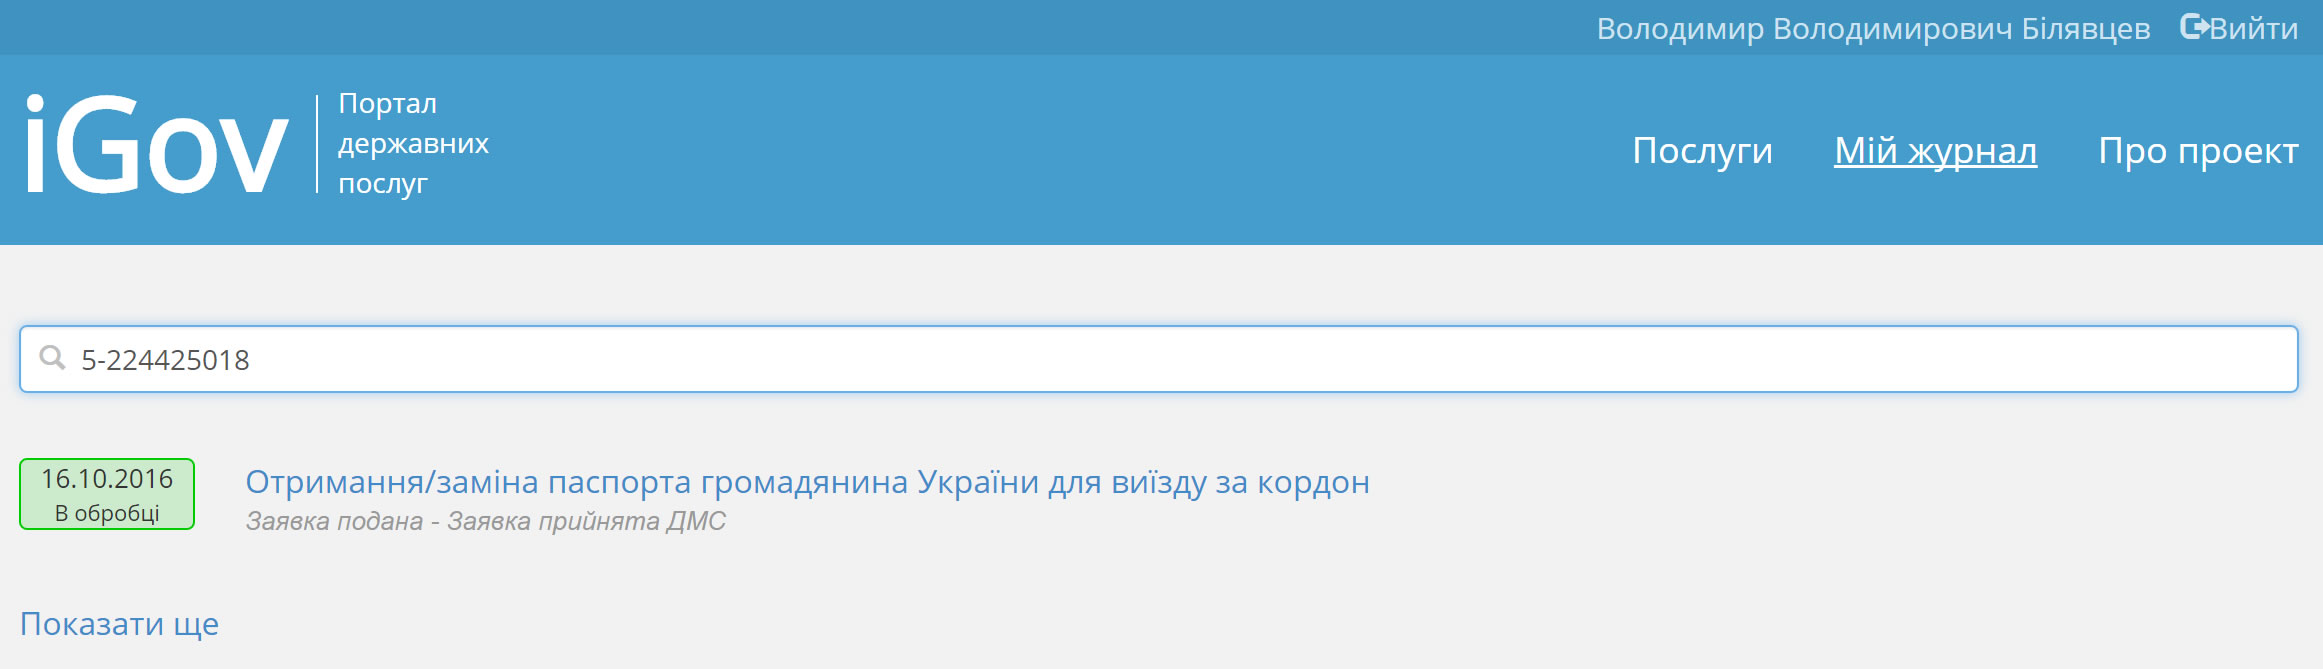 Володимир Володимирович Білявцев Вийти
iGov
Портал
державних
послуг
Послуги Мій журнал Про проект
5-224425018
16.10.2016
В обробці
Отримання/заміна паспорта громадянина України для виїзду за кордон
Заявка подана - Заявка прийнята ДМС
Показати ще